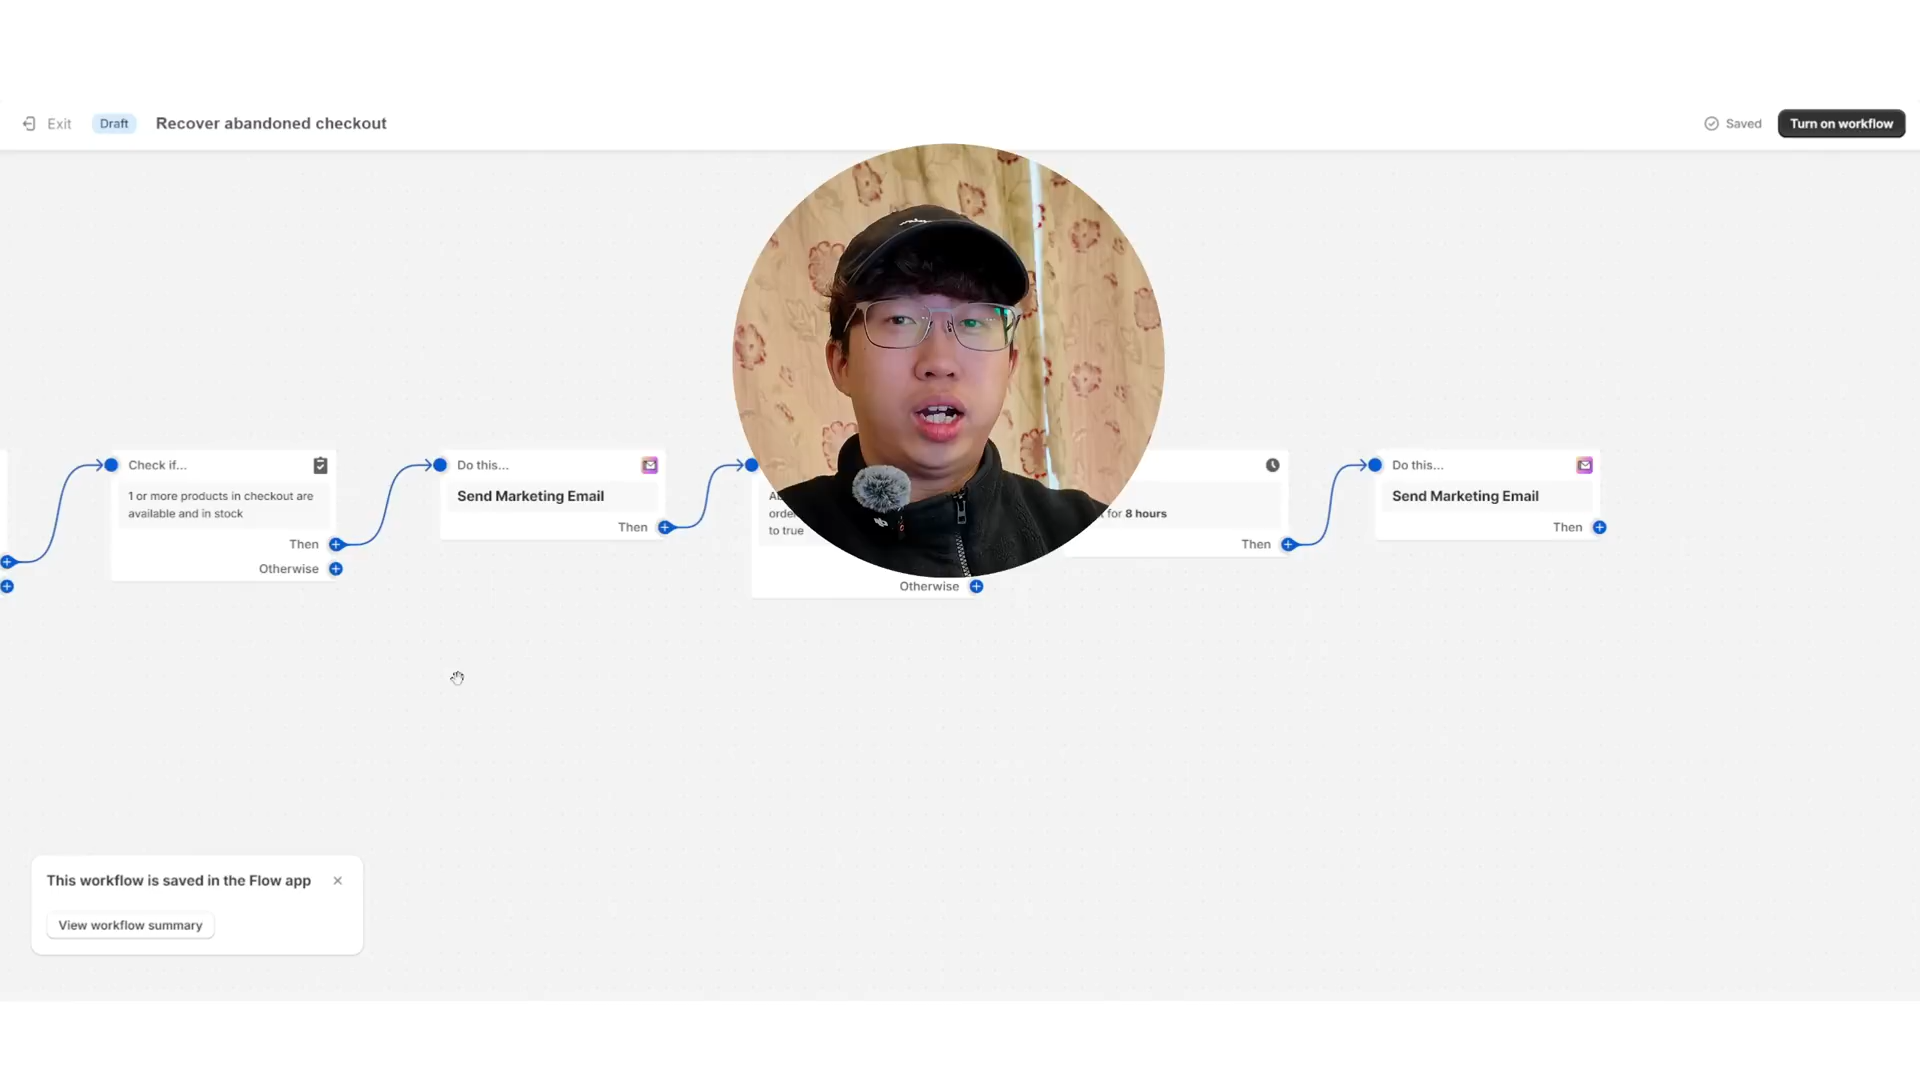 Exit
Draft
Recover abandoned checkout
Saved
Turn on workflow
Check if...
1 or more products in checkout are
available and in stock
Then
Otherwise
Do this...
Send Marketing Email
Then
orde
to true
Otherwise
for 8 hours
Then
Do this...
Send Marketing Email
Then
This workflow is saved in the Flow app
View workflow summary